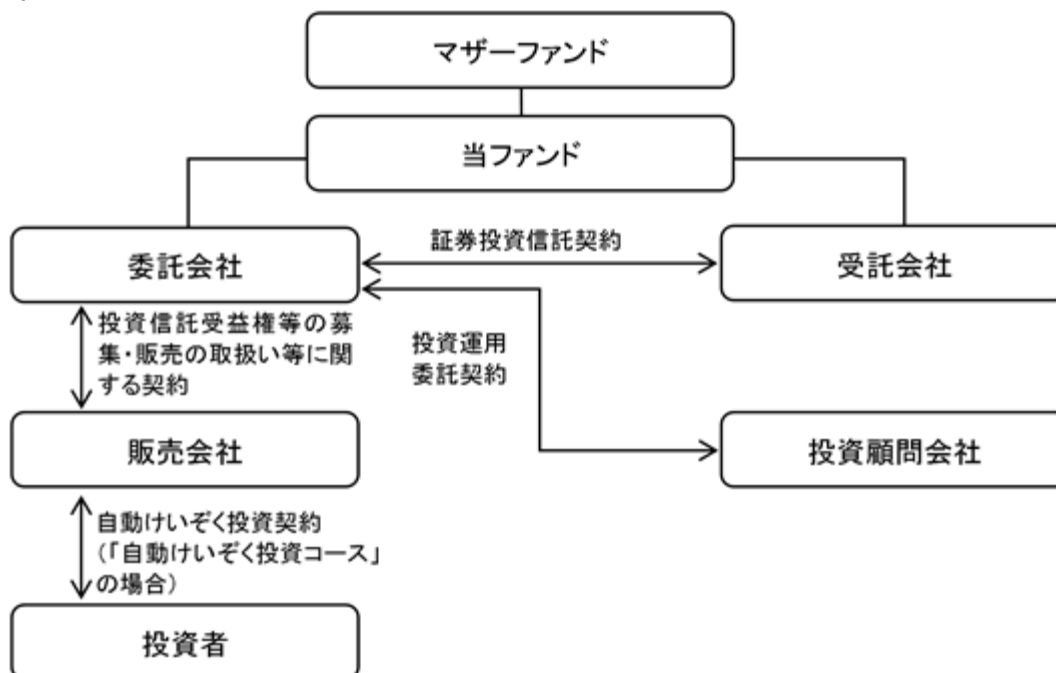 マザーファンド
当ファンド
委託会社
証券投資信託契約
受託会社
投資信託受益権等の募
集・販売の取扱い等に関
する契約
投資運用
委託契約
販売会社
投資顧問会社
自動けいぞく投資契約
(「自動けいぞく投資コース」
の場合)
投資者